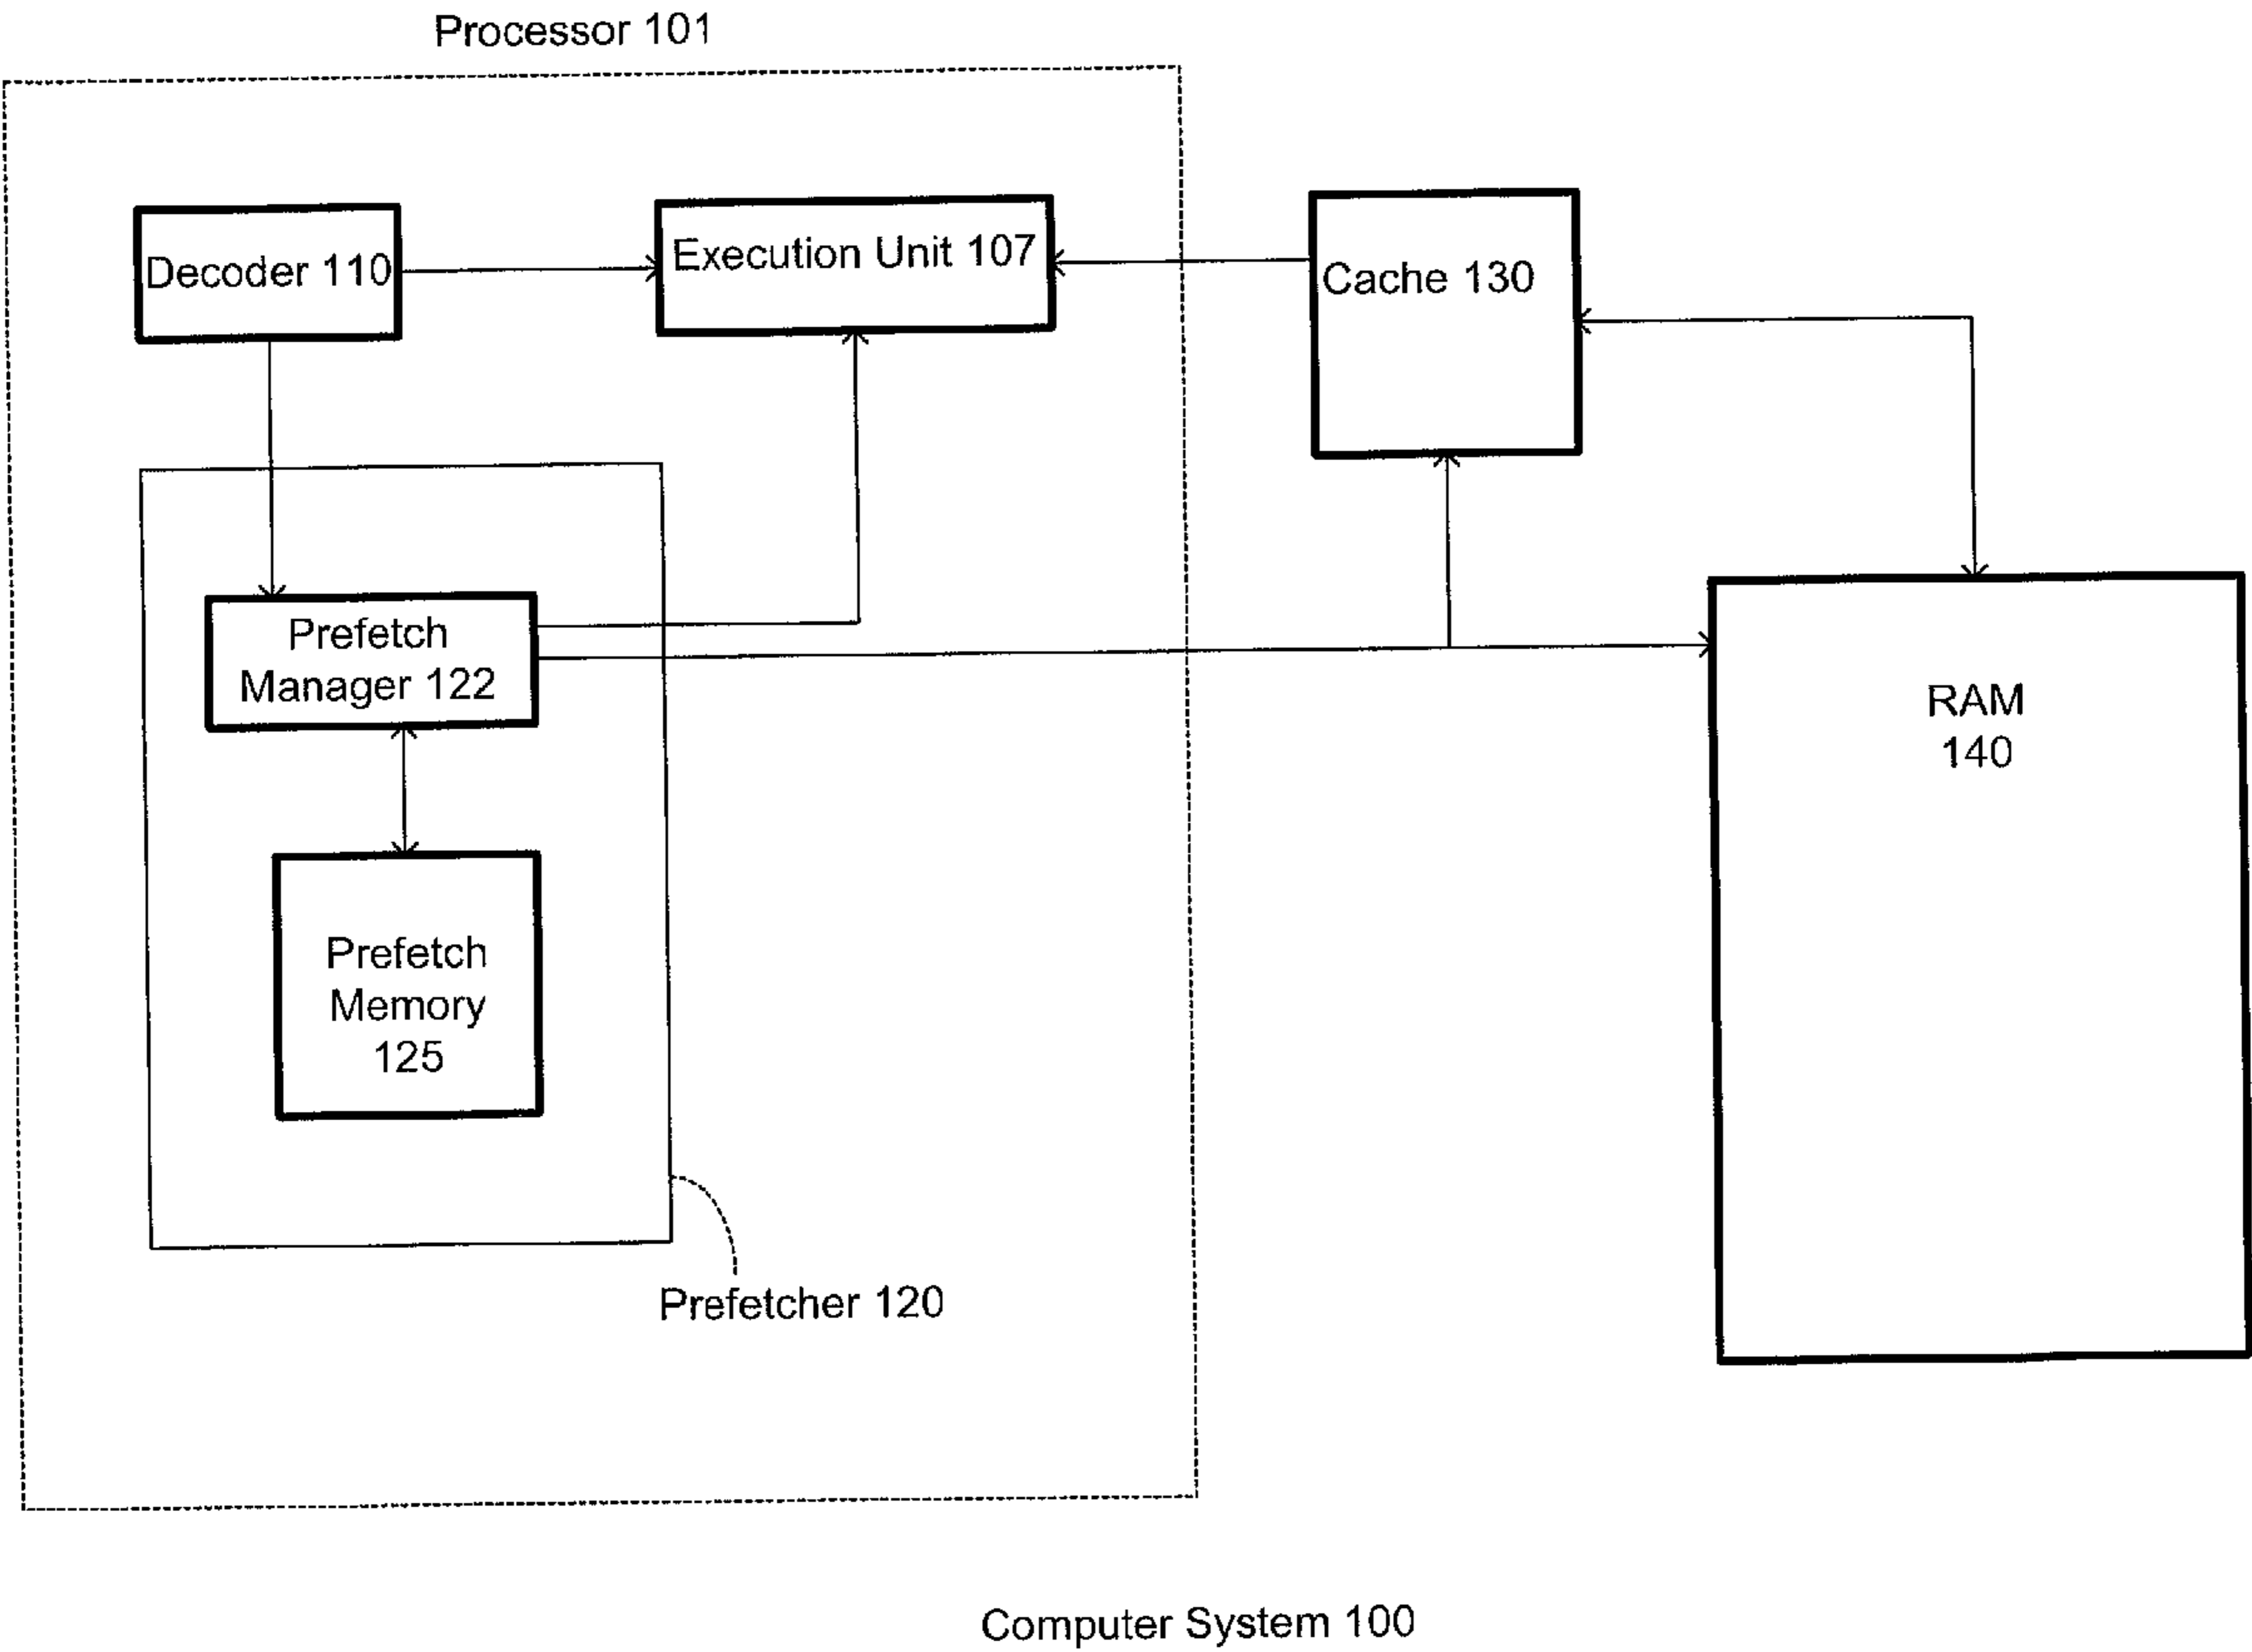 Processor 101
Decoder 110
Execution Unit 107
Cache 130
Prefetch
Manager 122
RAM
140
Prefetch
Memory
125
Prefetcher 120
Computer System 100